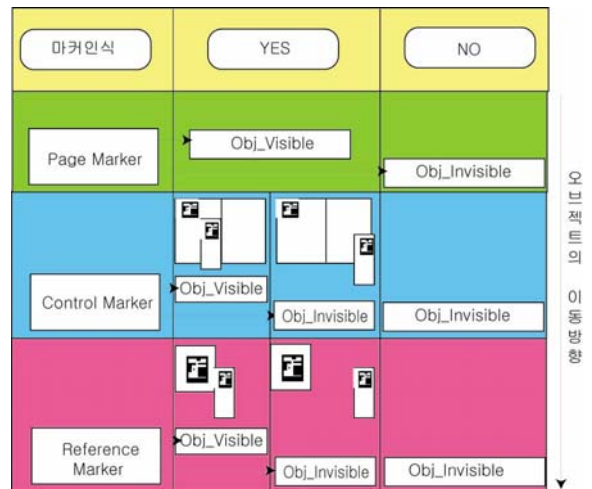 마커인식
YES
NO
Page Marker
Obj_Visible
Obj_Invisible
Control Marker
Obj_Visible
Obj_Invisible
Obj_Invisible
Reference
Marker
Obj_Visible
Obj_Invisible
Obj_Invisible
오브젝트의 이동방향